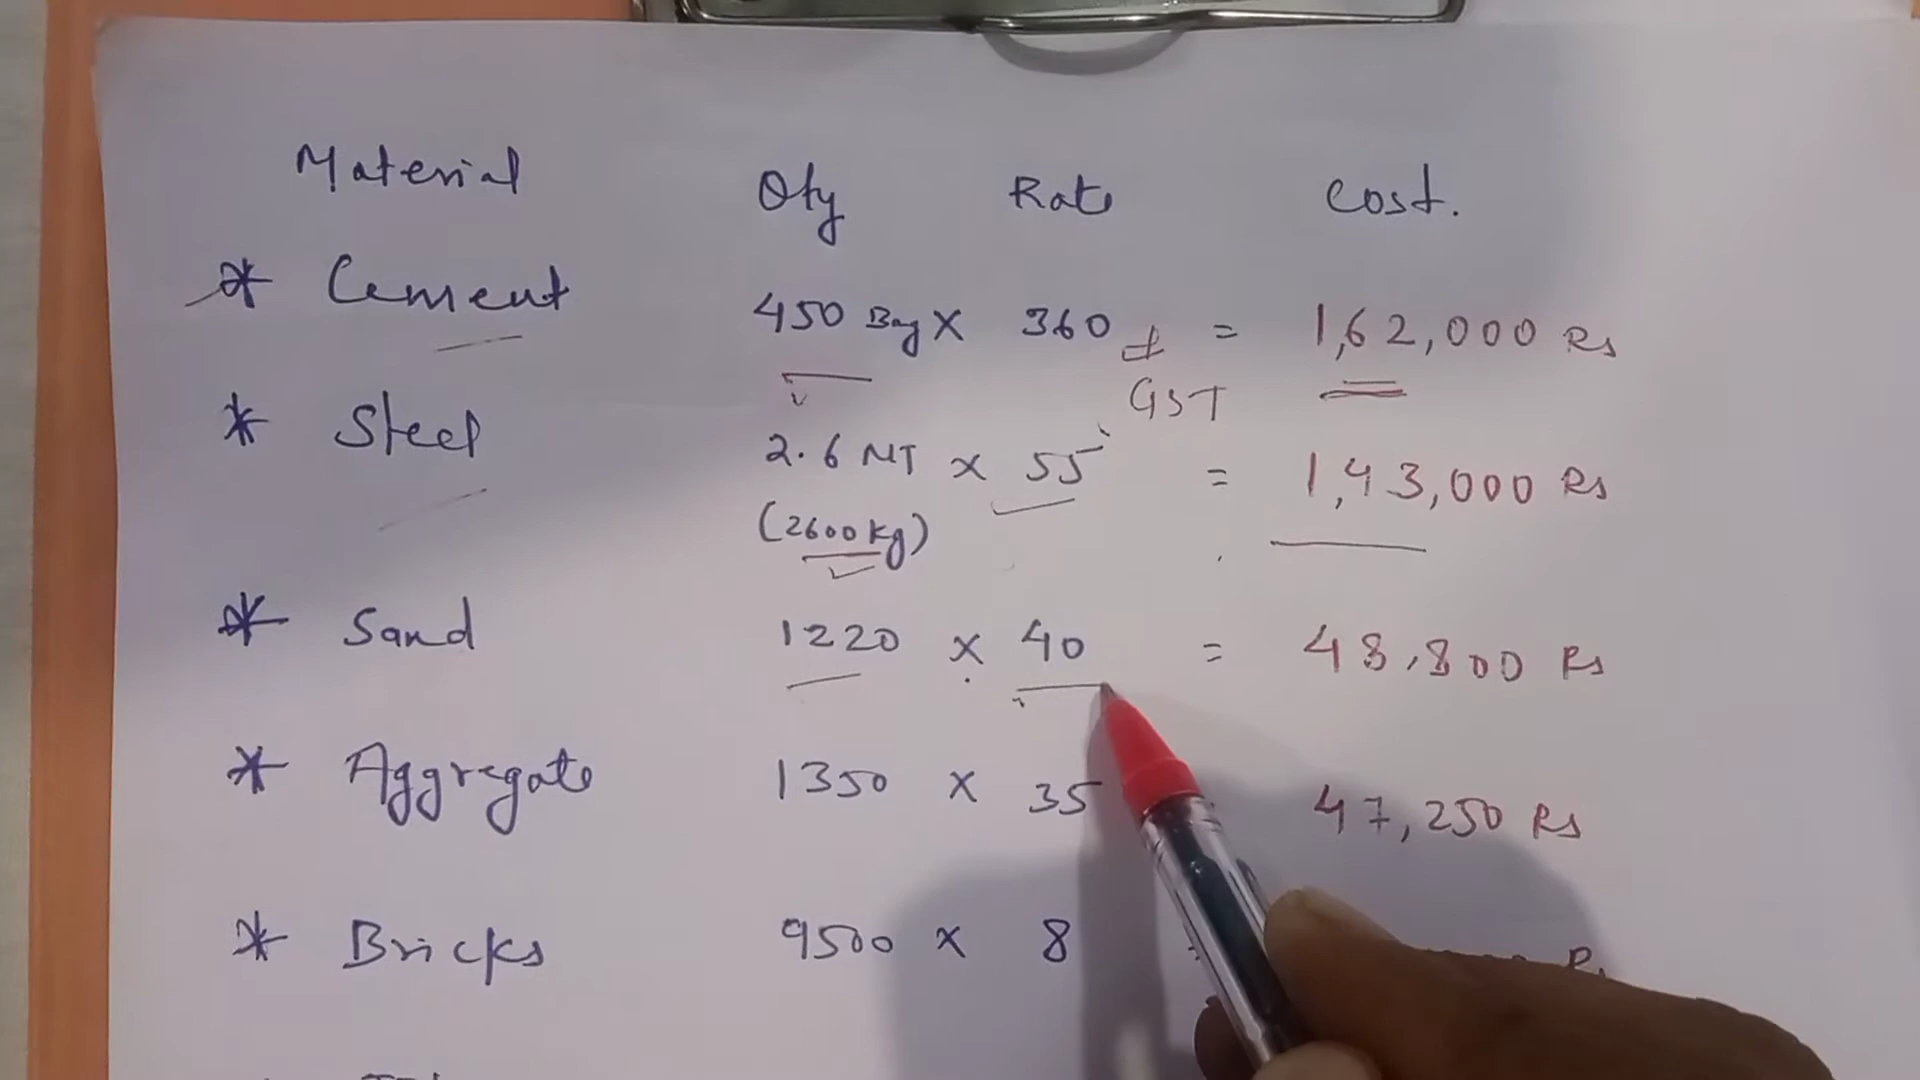 Material Qty Rate Cost.
* Cement 450 Bag X 360 + GST = 1,62,000 Rs
* Steel 2.6 MT x 55 = 1,43,000 Rs
(2600 kg)
* Sand 1220 x 40 = 48,800 Rs
* Aggregate 1350 x 35 47,250 Rs
* Bricks 9500 x 8 = Rs